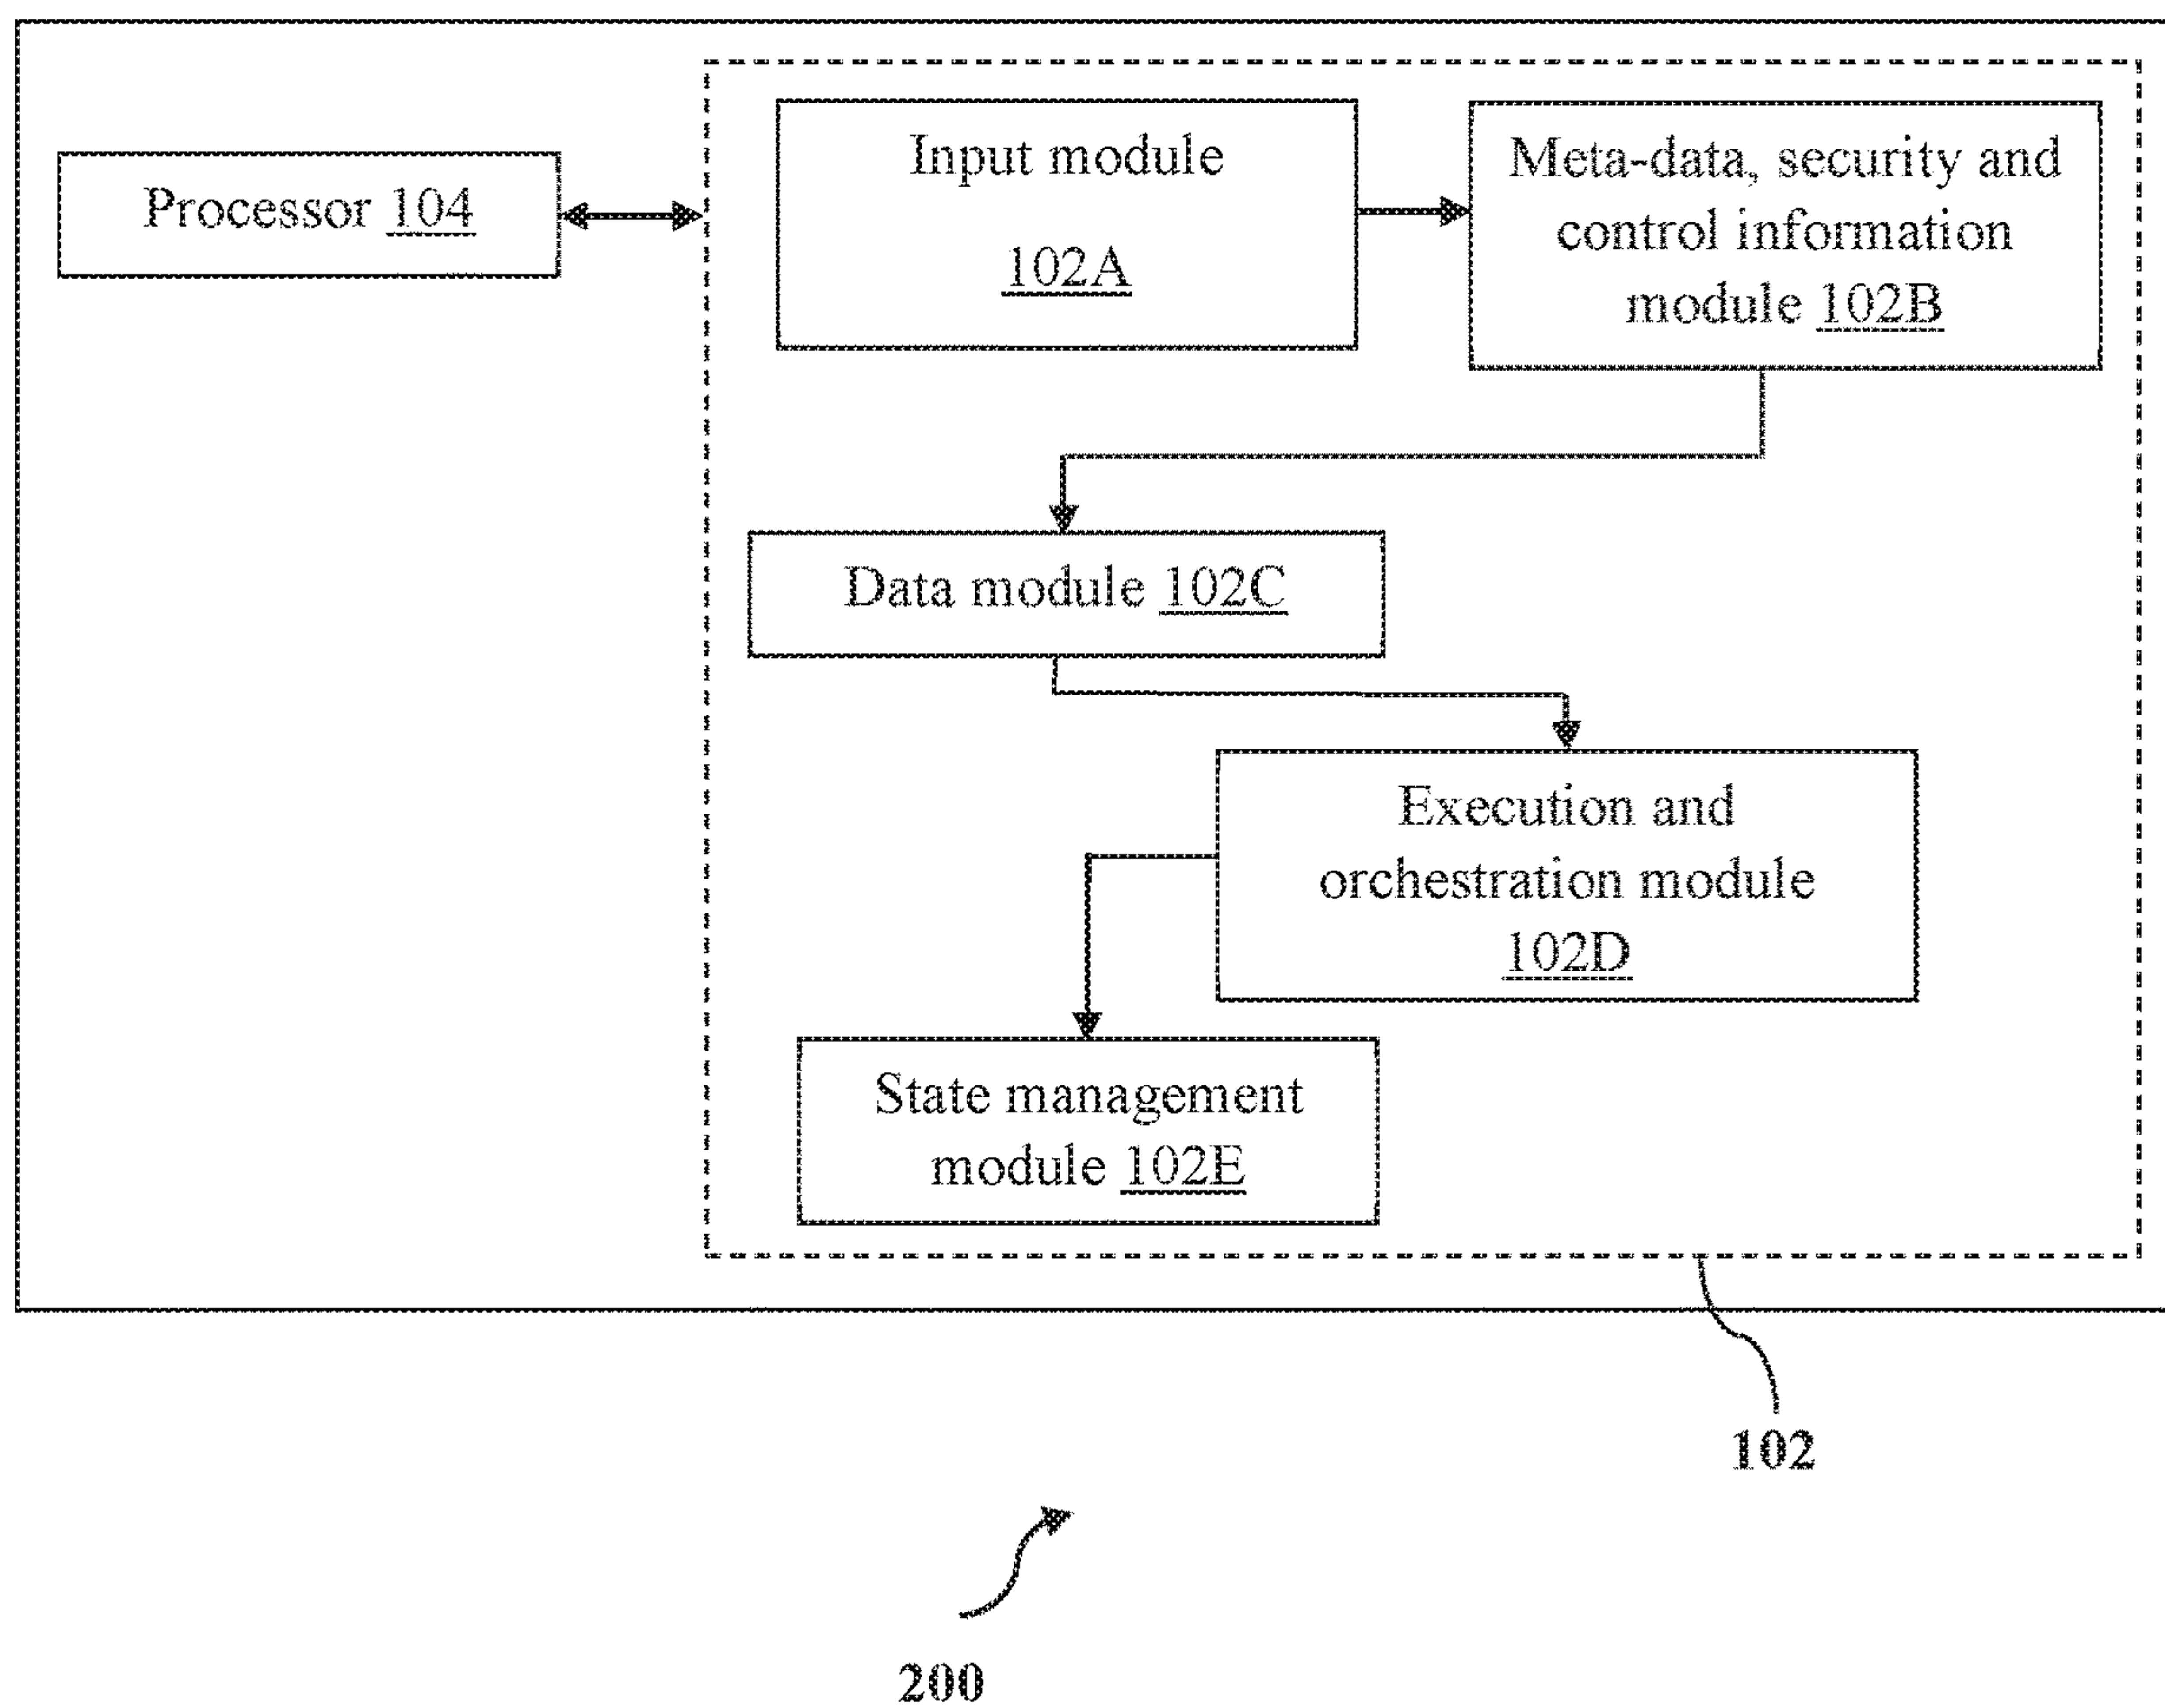 Processor 104
Input module
102A
Meta-data, security and
control information
module 102B
Data module 102C
Execution and
orchestration module
102D
State management
module 102E
102
200